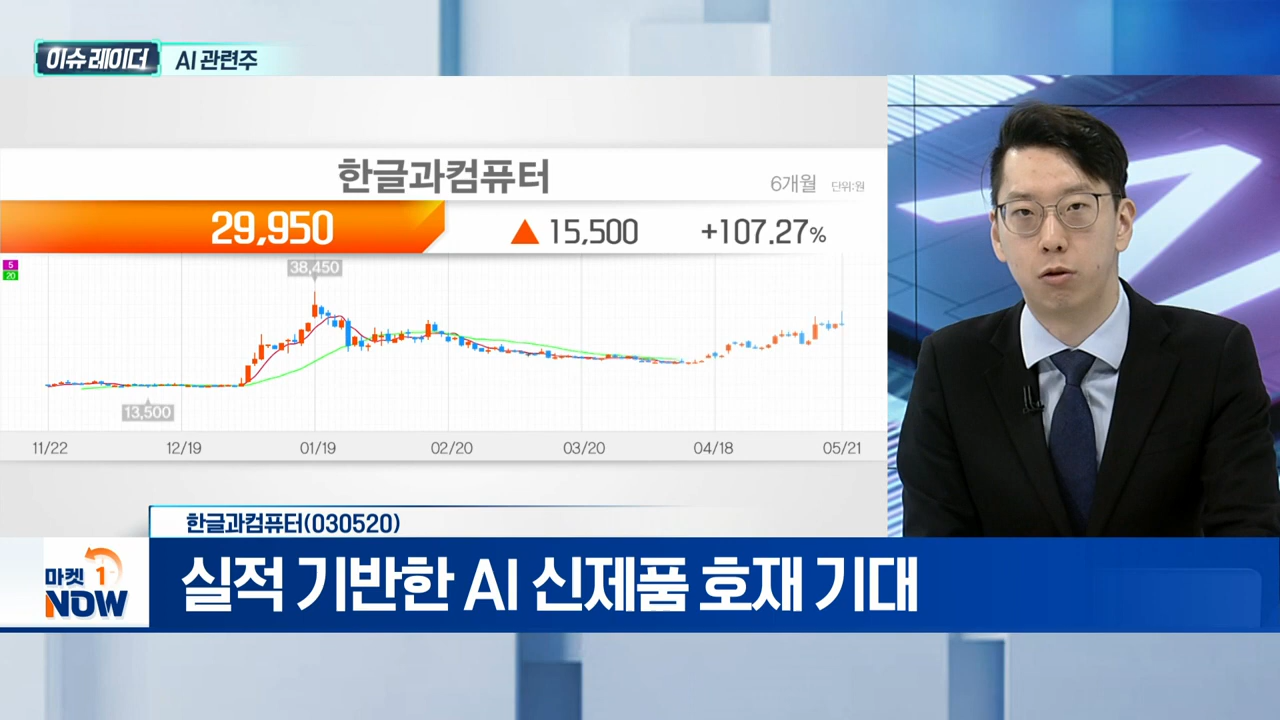 이슈 레이더 AI 관련주
한글과컴퓨터
6개월 단위:원
29,950 ▲ 15,500 +107.27%
5
20
38,450
13,500
11/22 12/19 01/19 02/20 03/20 04/18 05/21
한글과컴퓨터(030520)
마켓 1
NOW
실적 기반한 AI 신제품 호재 기대